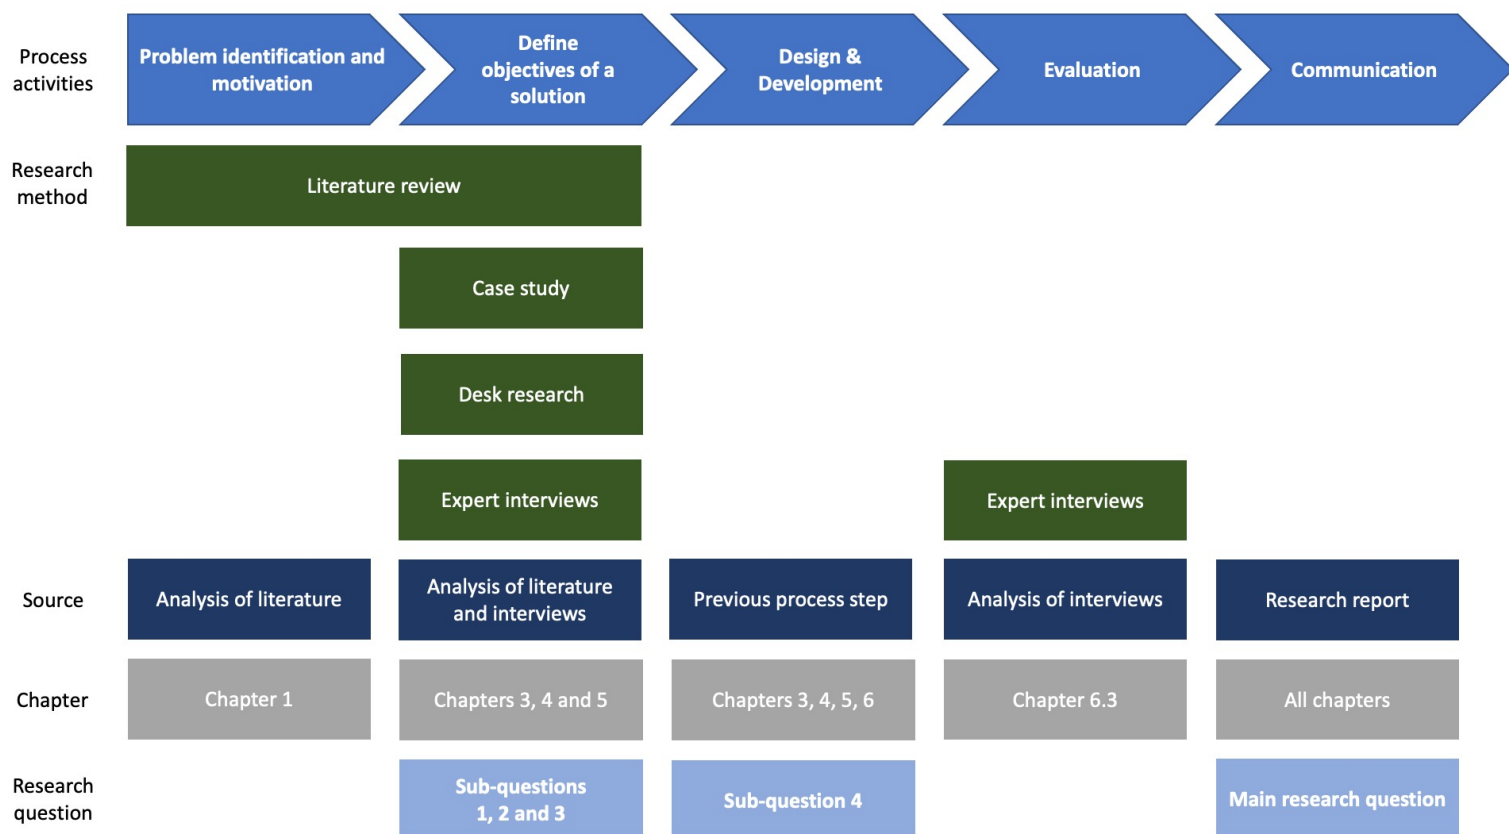 Process
activities
Problem identification and
motivation
Define
objectives of a
solution
Design &
Development
Evaluation
Communication
Research
method
Literature review
Case study
Desk research
Expert interviews
Expert interviews
Source
Analysis of literature
Analysis of literature
and interviews
Previous process step
Analysis of interviews
Research report
Chapter
Chapter 1
Chapters 3, 4 and 5
Chapters 3, 4, 5, 6
Chapter 6.3
All chapters
Research
question
Sub-questions
1, 2 and 3
Sub-question 4
Main research question